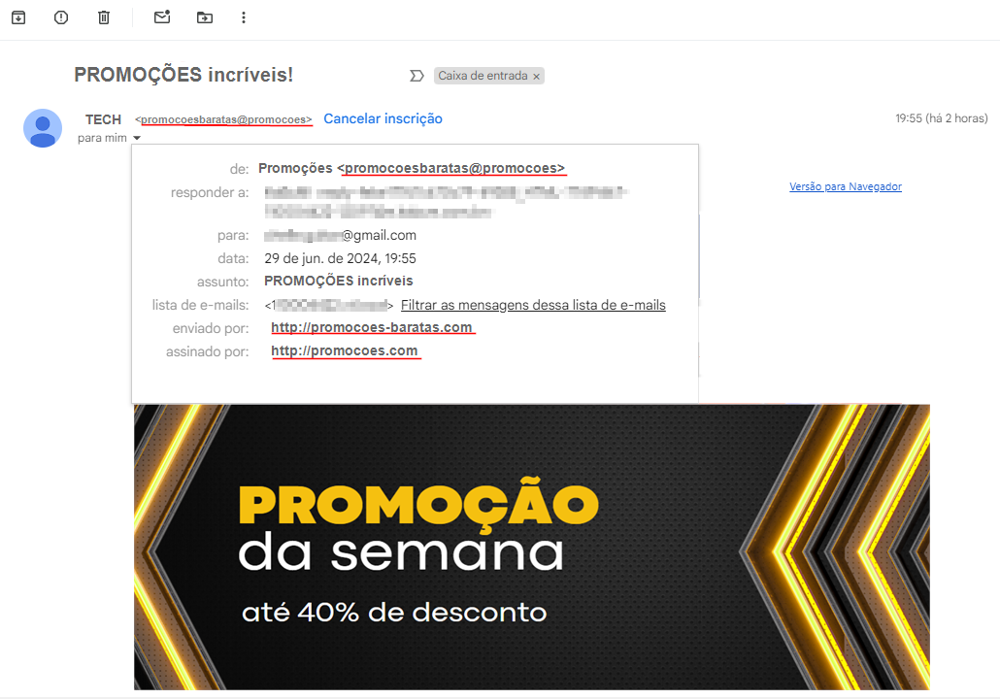 PROMOÇÕES incríveis!
Caixa de entrada ×
TECH <promocoesbaratas@promocoes> Cancelar inscrição
19:55 (há 2 horas)
para mim
de: Promoções <promocoesbaratas@promocoes>
responder a:
Versão para Navegador
para: @gmail.com
data: 29 de jun. de 2024, 19:55
assunto: PROMOÇÕES incríveis
lista de e-mails: <1 > Filtrar as mensagens dessa lista de e-mails
enviado por: http://promocoes-baratas.com
assinado por: http://promocoes.com
PROMOÇÃO
da semana
até 40% de desconto